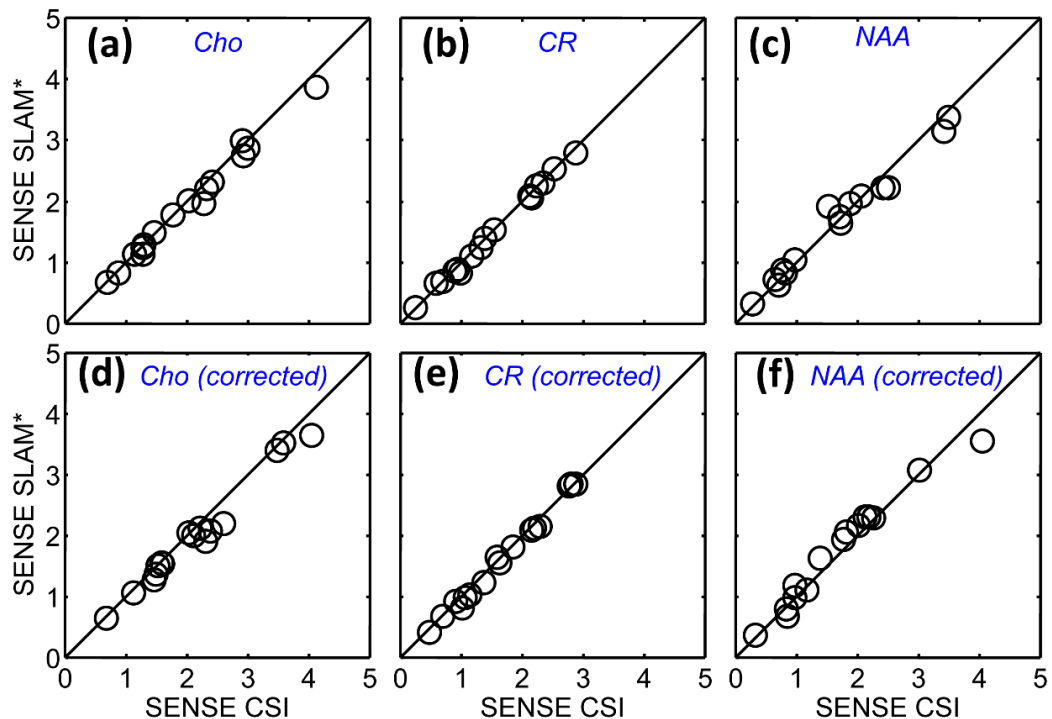 (a) Cho
(b) CR
(c) NAA
SENSE SLAM*
5
4
3
2
1
0
(d) Cho (corrected)
(e) CR (corrected)
(f) NAA (corrected)
SENSE SLAM*
5
4
3
2
1
0
0 1 2 3 4 5 0 1 2 3 4 5 0 1 2 3 4 5
SENSE CSI SENSE CSI SENSE CSI